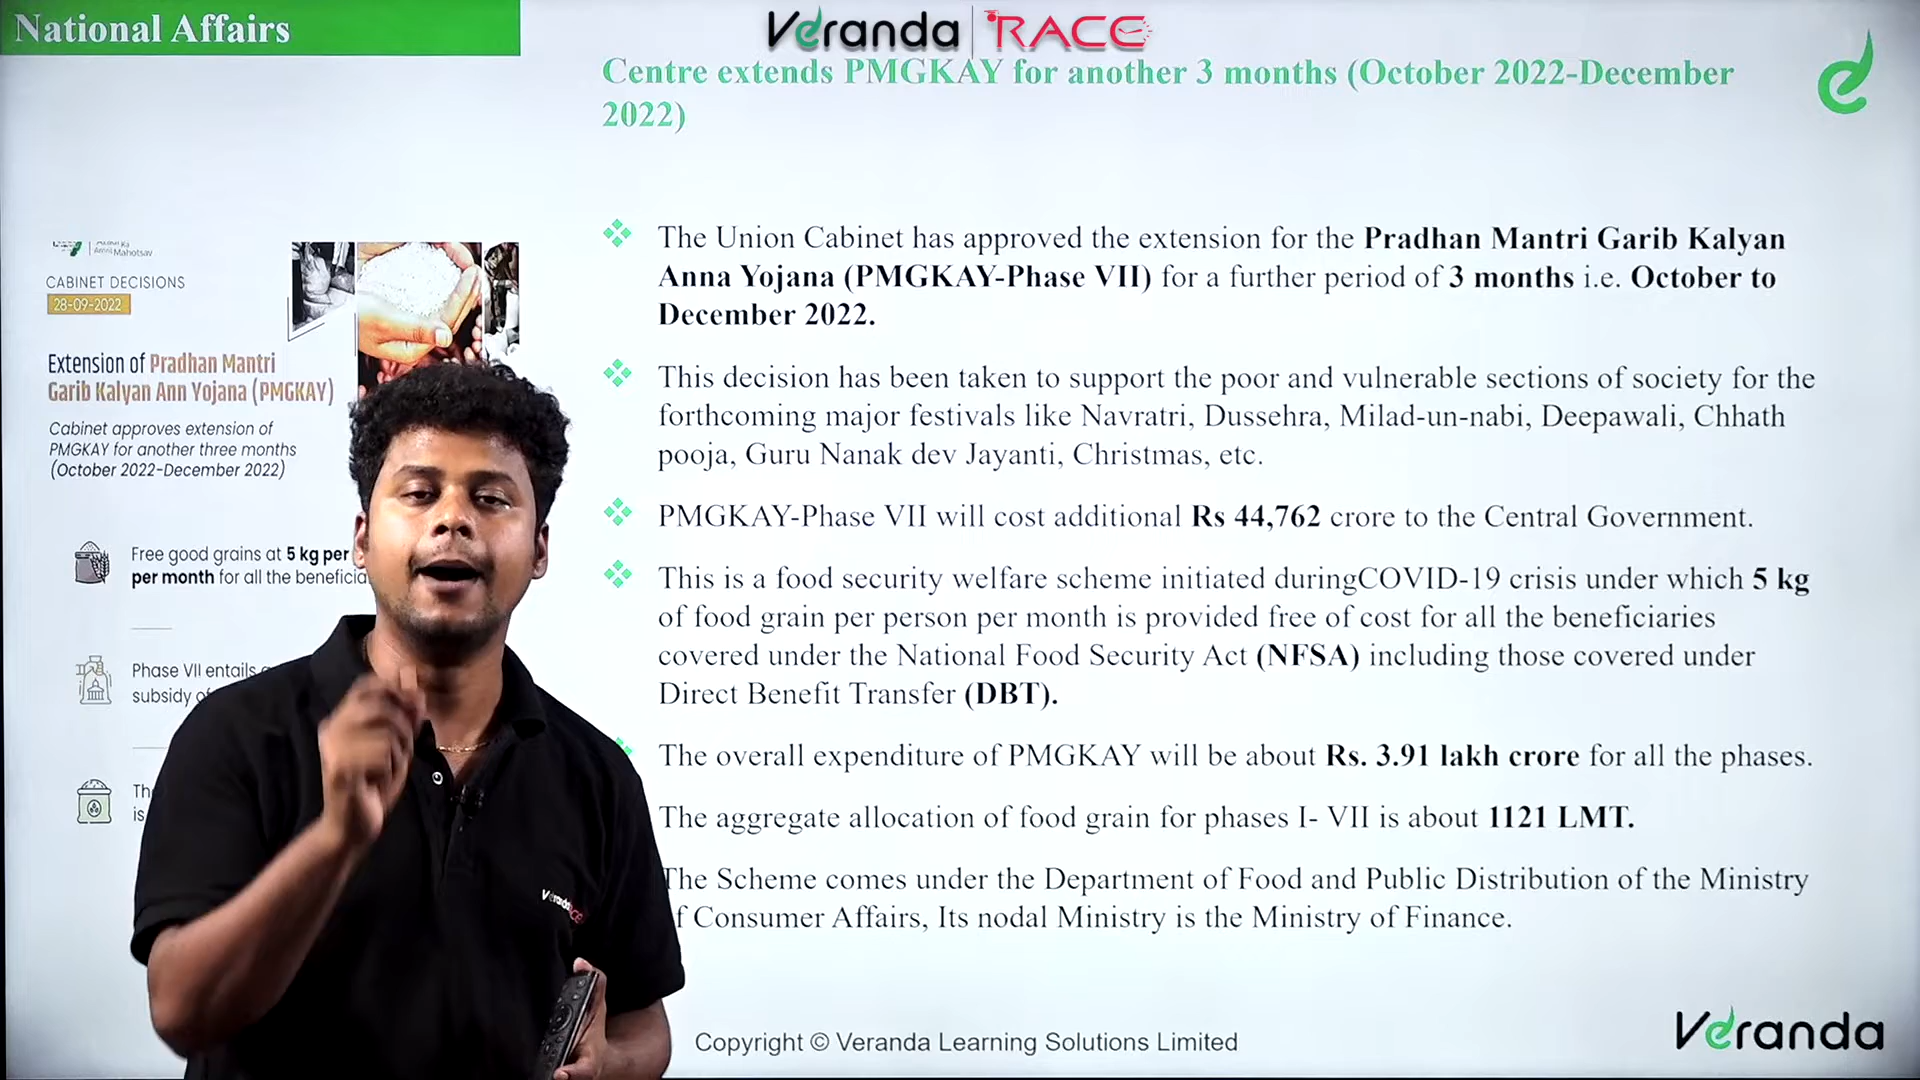 National Affairs
Veranda RACE
Centre extends PMGKAY for another 3 months (October 2022-December
2022)
Amrit Mahotsav
CABINET DECISIONS
28-09-2022
Extension of Pradhan Mantri
Garib Kalyan Ann Yojana (PMGKAY)
Cabinet approves extension of
PMGKAY for another three months
(October 2022-December 2022)
Free good grains at 5 kg per
per month for all the
Phase VII entails
subsidy
is
The Union Cabinet has approved the extension for the Pradhan Mantri Garib Kalyan
Anna Yojana (PMGKAY-Phase VII) for a further period of 3 months i.e. October to
December 2022.
This decision has been taken to support the poor and vulnerable sections of society for the
forthcoming major festivals like Navratri, Dussehra, Milad-un-nabi, Deepawali, Chhath
pooja, Guru Nanak dev Jayanti, Christmas, etc.
PMGKAY-Phase VII will cost additional Rs 44,762 crore to the Central Government.
This is a food security welfare scheme initiated duringCOVID-19 crisis under which 5 kg
of food grain per person per month is provided free of cost for all the beneficiaries
covered under the National Food Security Act (NFSA) including those covered under
Direct Benefit Transfer (DBT).
The overall expenditure of PMGKAY will be about Rs. 3.91 lakh crore for all the phases.
The aggregate allocation of food grain for phases I- VII is about 1121 LMT.
The Scheme comes under the Department of Food and Public Distribution of the Ministry
of Consumer Affairs, Its nodal Ministry is the Ministry of Finance.
Veranda RACE
Copyright © Veranda Learning Solutions Limited
Veranda